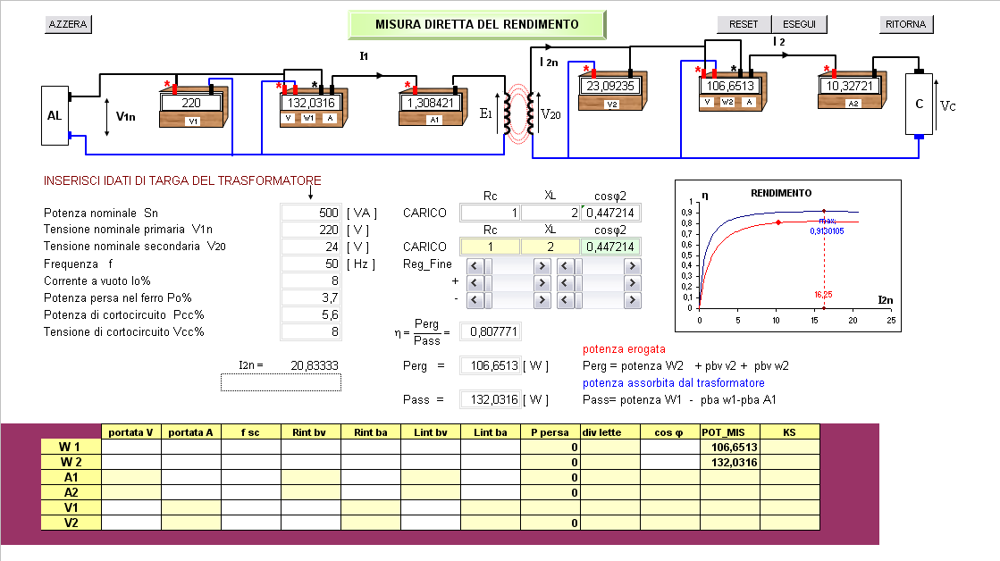 AZZERA
MISURA DIRETTA DEL RENDIMENTO
RESET
ESEGUI
RITORNA
AL
V1n
*
220
V1
* *
132,0316
V W1 A
I1
*
1,308421
A1
E1
V20
I 2n
*
23,09235
V2
* *
106,6513
V W2 A
I 2
*
10,32721
A2
C
Vc
INSERISCI IDATI DI TARGA DEL TRASFORMATORE
Potenza nominale Sn 500 [ VA ]
Tensione nominale primaria V1n 220 [ V ]
Tensione nominale secondaria V20 24 [ V ]
Frequenza f 50 [ Hz ]
Corrente a vuoto Io% 8
Potenza persa nel ferro Po% 3,7
Potenza di cortocircuito Pcc% 5,6
Tensione di cortocircuito Vcc% 8
I2n = 20,83333
Rc XL cosφ2
CARICO 1 2 0,447214
Rc XL cosφ2
CARICO 1 2 0,447214
Reg_Fine
+
-
η = Perg / Pass = 0,807771
Perg = 106,6513 [ W ]
Pass = 132,0316 [ W ]
η RENDIMENTO
1
0,9
0,8
0,7
0,6
0,5
0,4
0,3
0,2
0,1
0
max;
0,9130105
16,25
I2n
0 5 10 15 20 25
potenza erogata
Perg = potenza W2 + pbv v2 + pbv w2
potenza assorbita dal trasformatore
Pass= potenza W1 - pba w1-pba A1
portata V portata A f sc Rint bv Rint ba Lint bv Lint ba P persa div lette cos φ POT_MIS KS
W 1 0 106,6513
W 2 0 132,0316
A1 0
A2 0
V1
V2 0